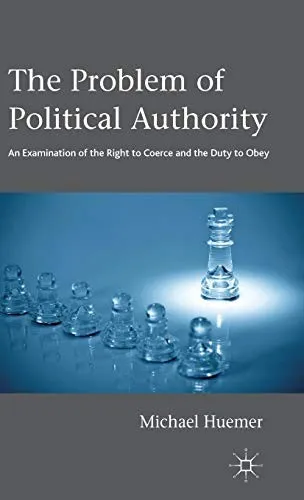 The Problem of
Political Authority
An Examination of the Right to Coerce and the Duty to Obey
Michael Huemer